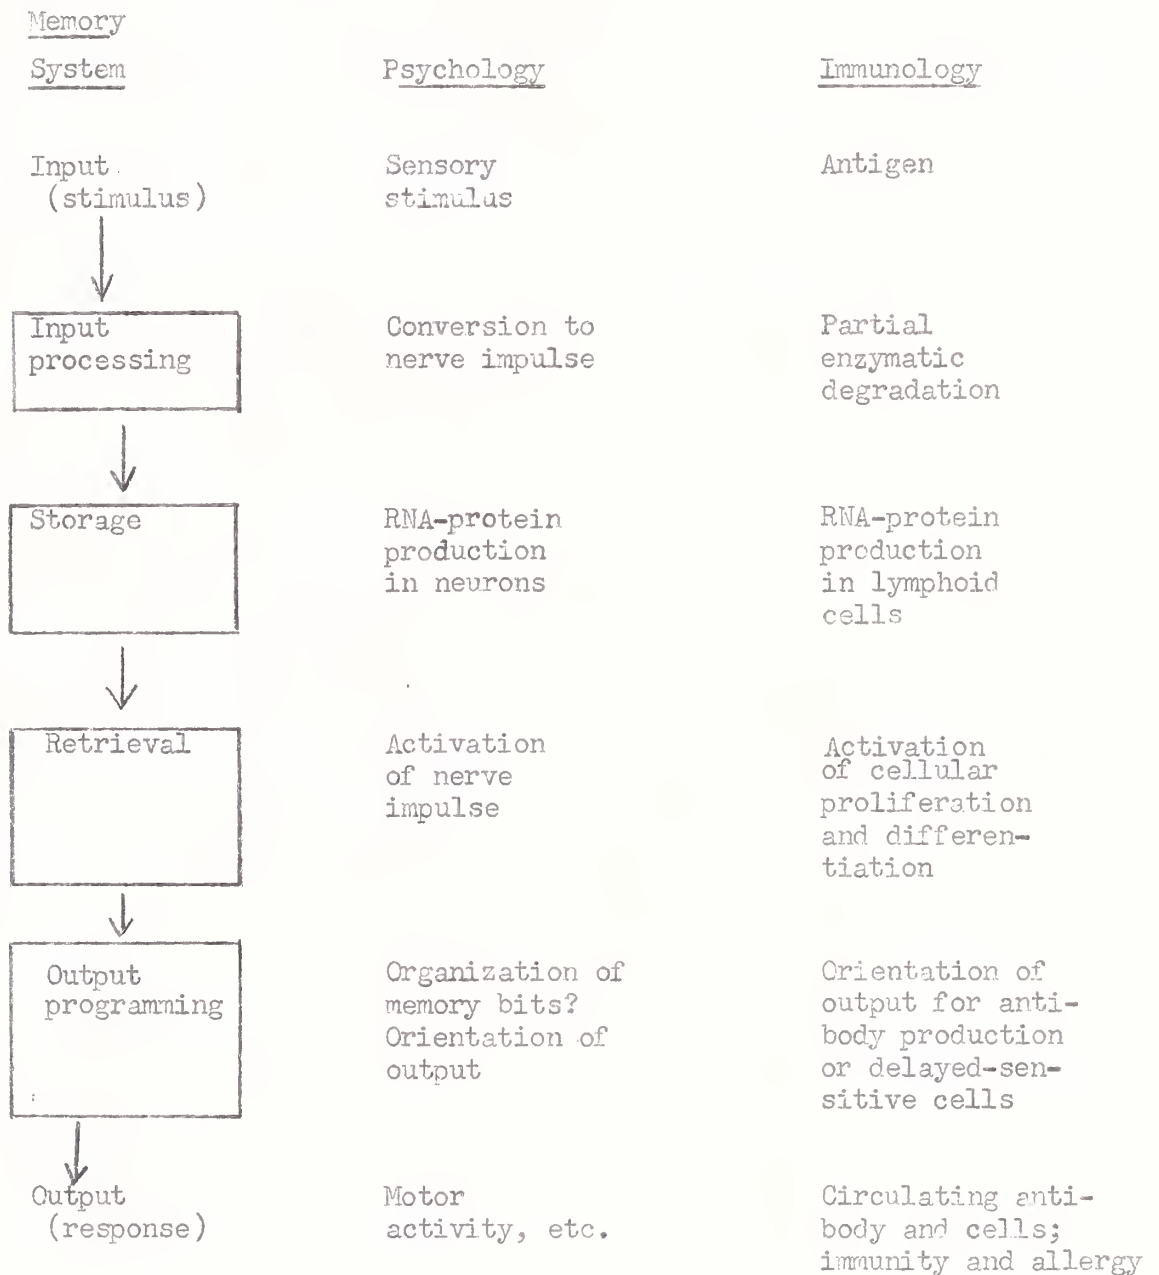 Memory
System Psychology Immunology
Input Sensory Antigen
(stimulus) stimulus
Input Conversion to Partial
processing nerve impulse enzymatic
degradation
Storage RNA-protein RNA-protein
production production
in neurons in lymphoid
cells
Retrieval Activation Activation
of nerve of cellular
impulse proliferation
and differen-
tiation
Output Organization of Orientation of
programming memory bits? output for anti-
Orientation of body production
output or delayed-sen-
sitive cells
Output Motor Circulating anti-
(response) activity, etc. body and cells;
immunity and allergy